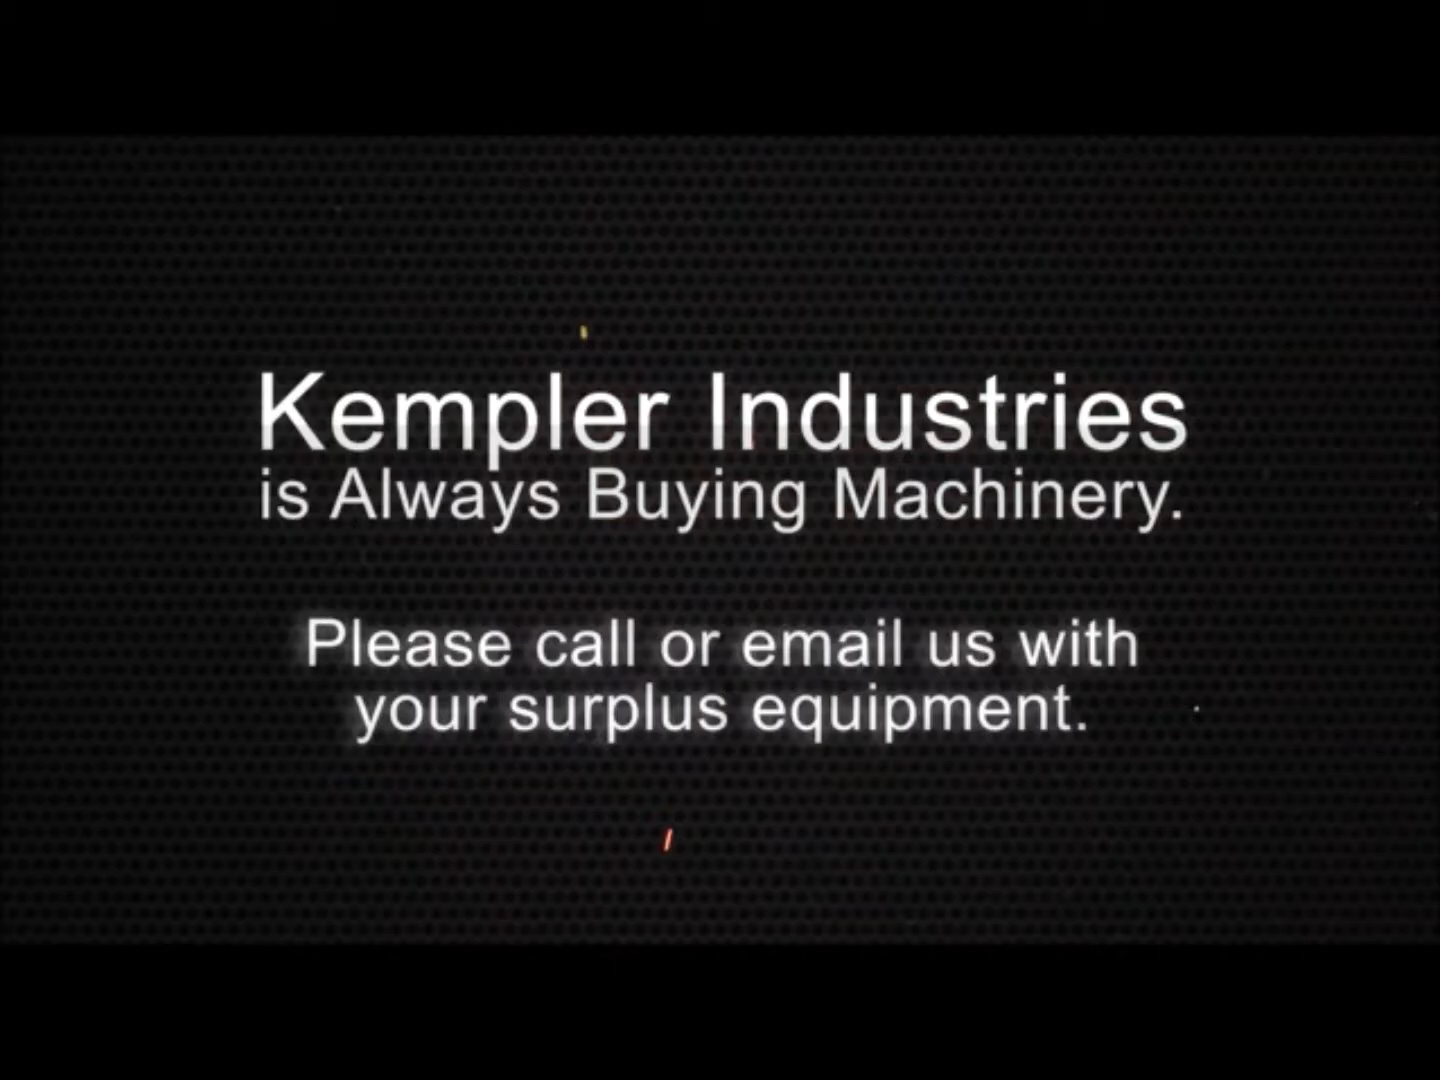 Kempler Industries
is Always Buying Machinery.
Please call or email us with
your surplus equipment.